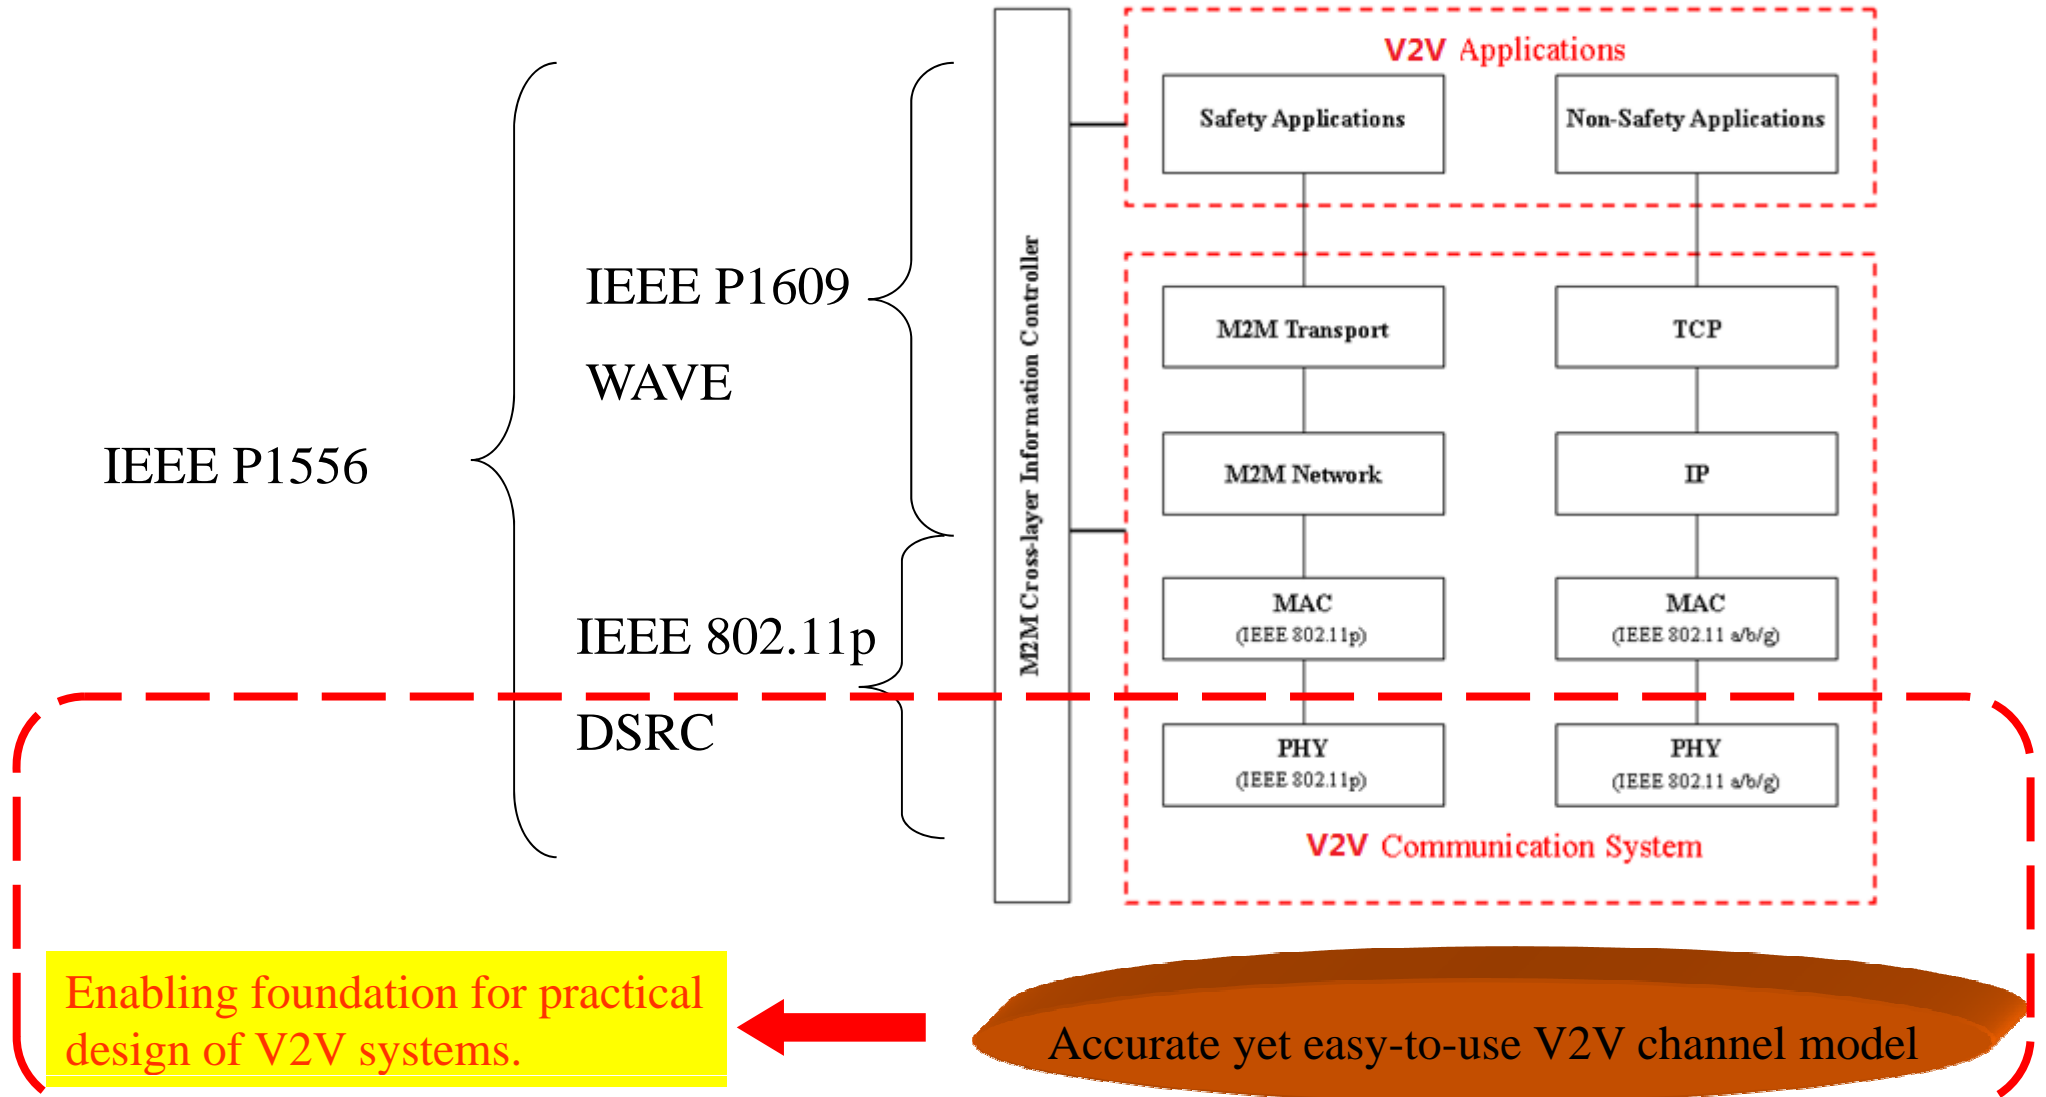 V2V Applications
Safety Applications
Non-Safety Applications
IEEE P1609
WAVE
IEEE P1556
IEEE 802.11p
DSRC
M2M Cross-layer Information Controller
M2M Transport
TCP
M2M Network
IP
MAC
(IEEE 802.11p)
MAC
(IEEE 802.11 a/b/g)
PHY
(IEEE 802.11p)
PHY
(IEEE 802.11 a/b/g)
V2V Communication System
Enabling foundation for practical
design of V2V systems.
Accurate yet easy-to-use V2V channel model